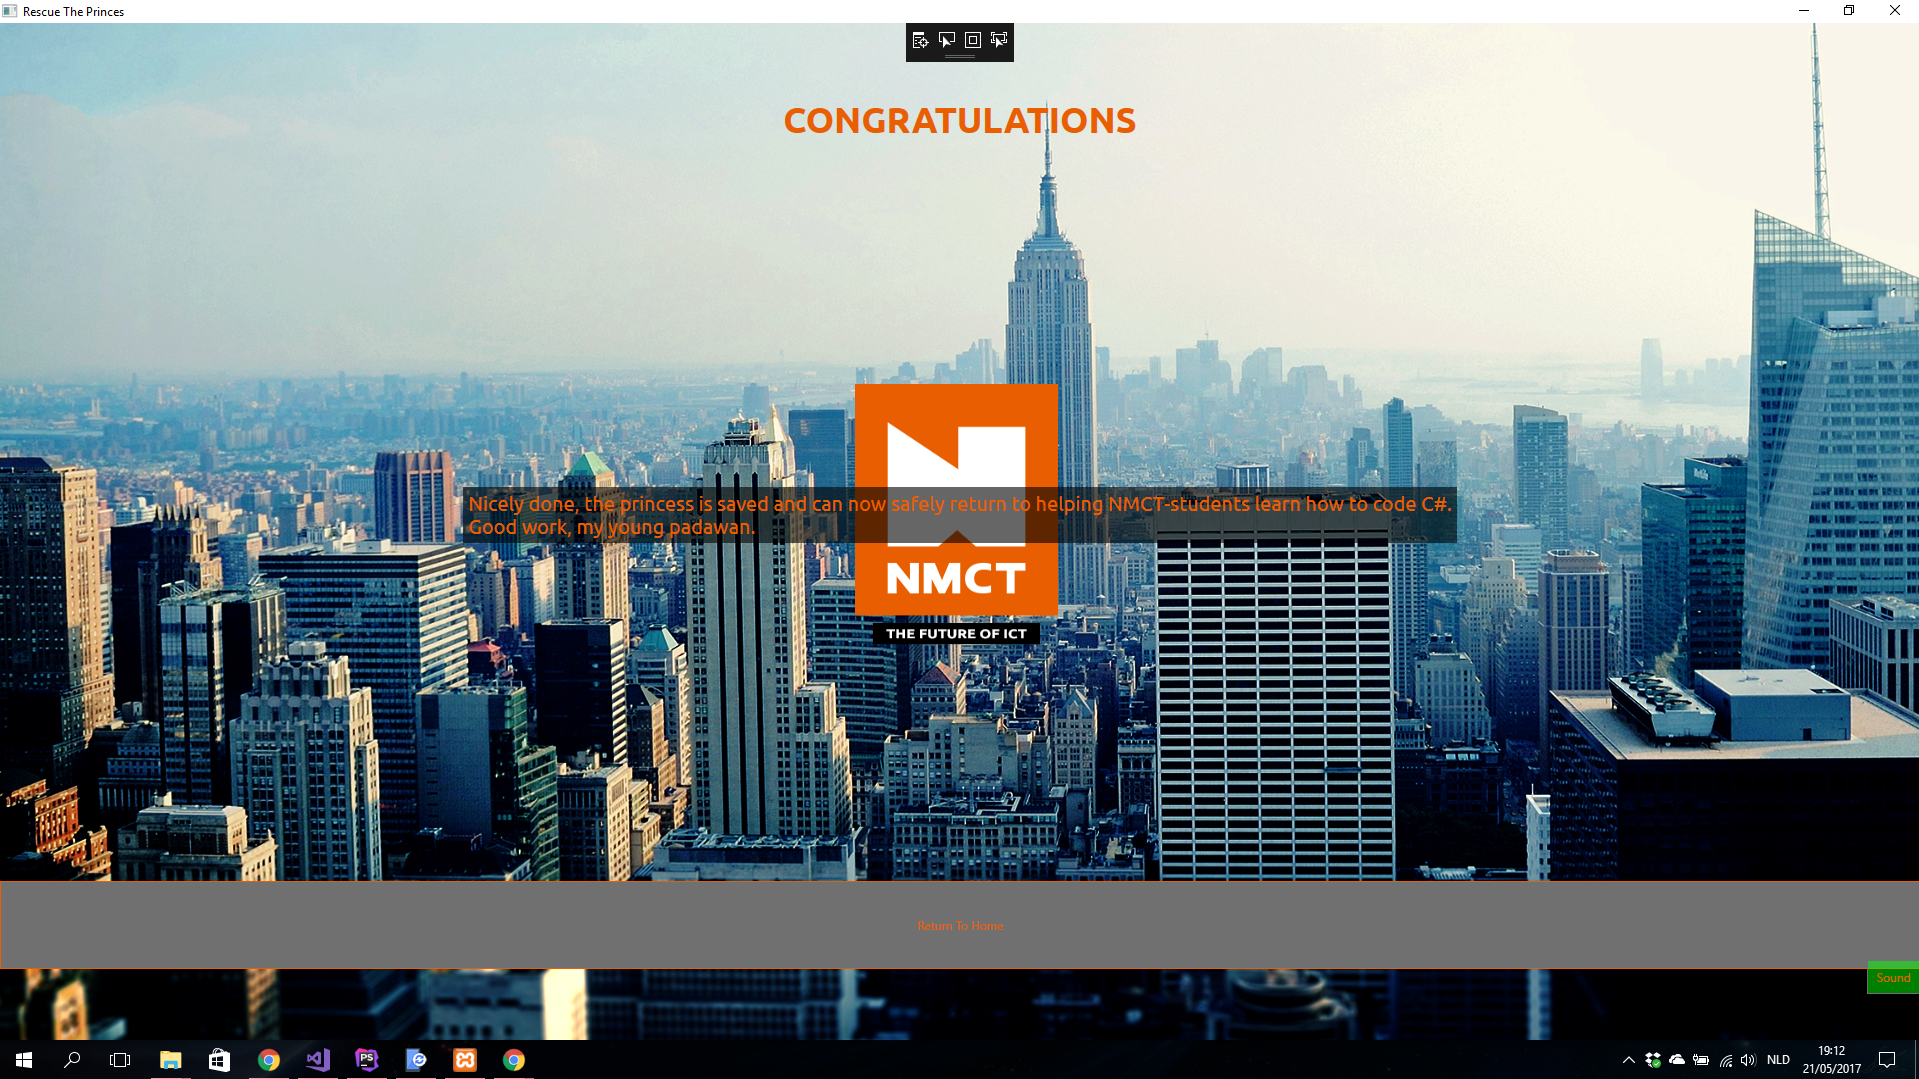 Rescue The Princes
CONGRATULATIONS
Nicely done, the princess is saved and can now safely return to helping NMCT-students learn how to code C#.
Good work, my young padawan.
NMCT
THE FUTURE OF ICT
Return To Home
Sound
PS
NLD
19:12
21/05/2017